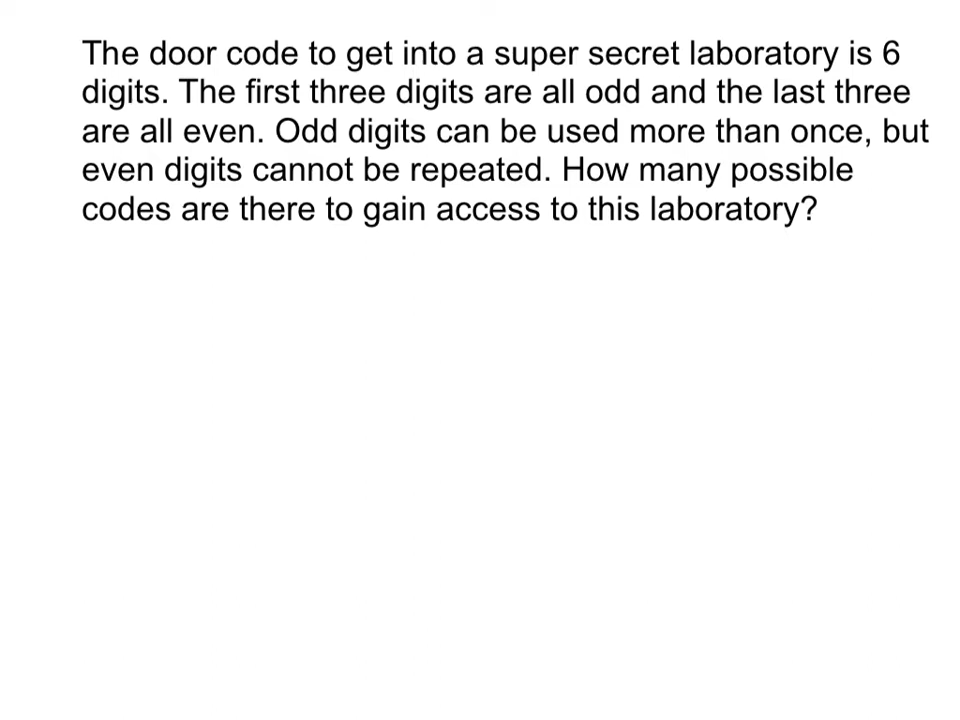 The door code to get into a super secret laboratory is 6
digits. The first three digits are all odd and the last three
are all even. Odd digits can be used more than once, but
even digits cannot be repeated. How many possible
codes are there to gain access to this laboratory?